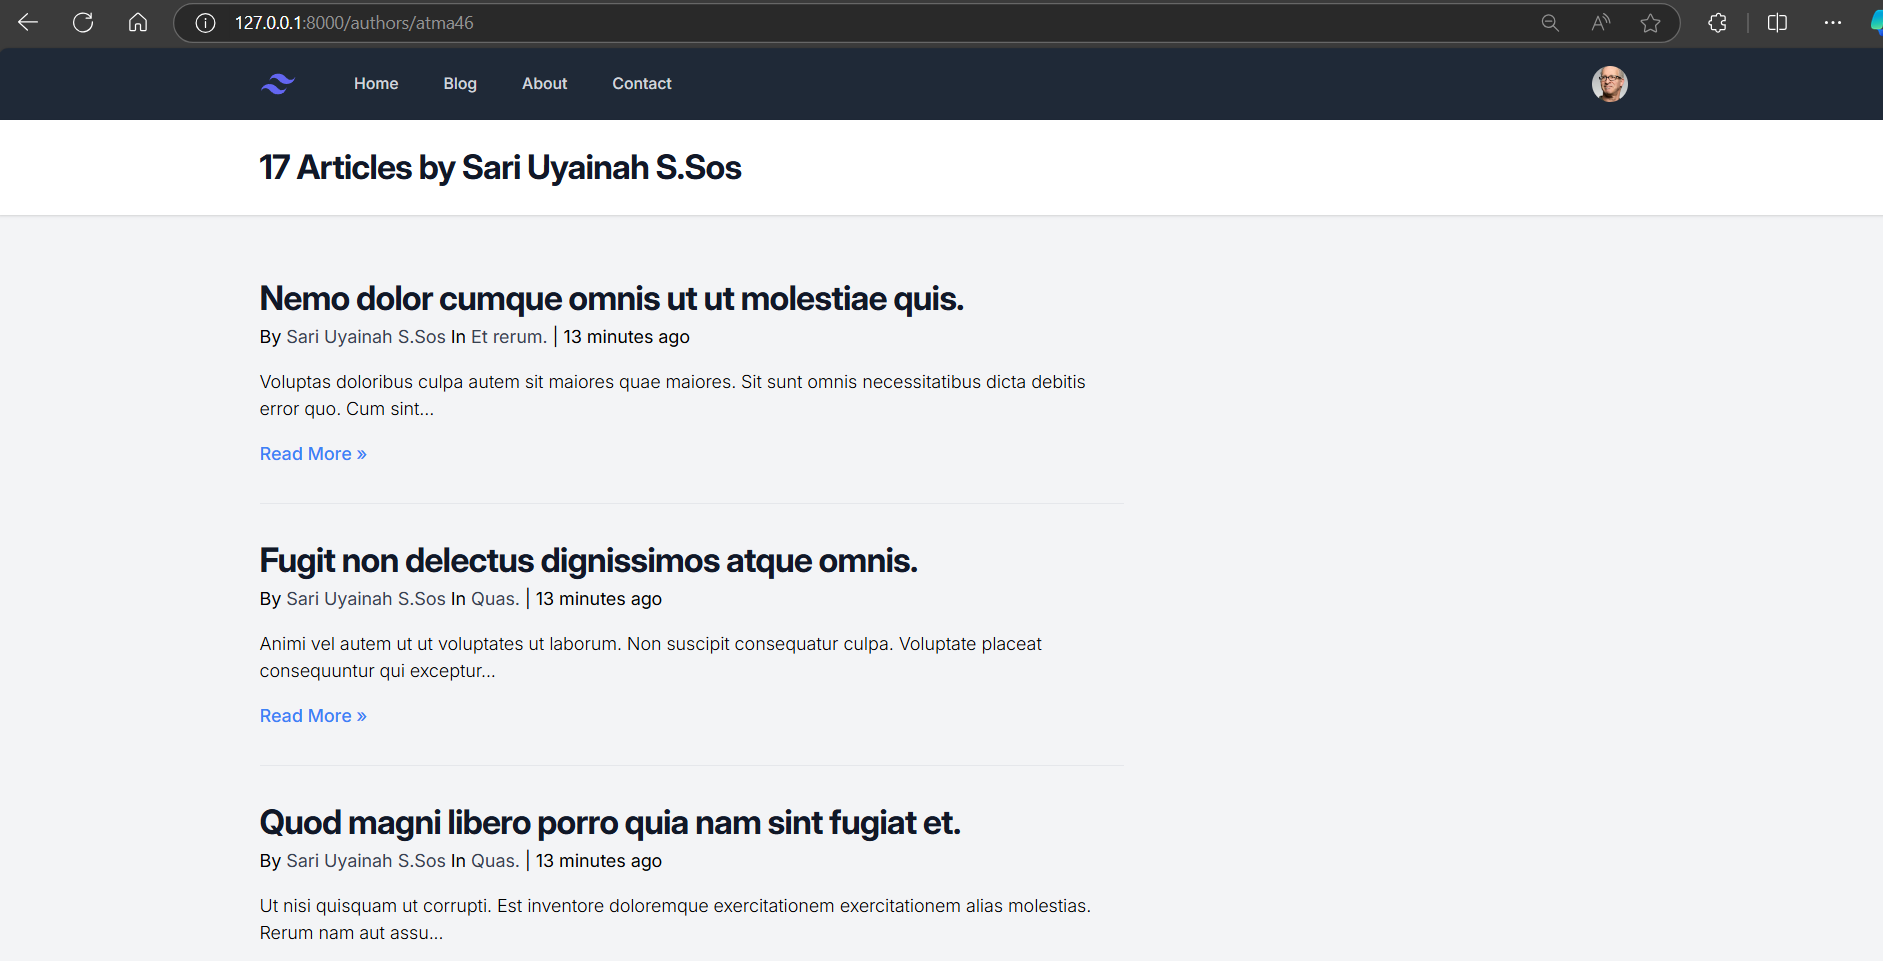 127.0.0.1:8000/authors/atma46
Home Blog About Contact
17 Articles by Sari Uyainah S.Sos
Nemo dolor cumque omnis ut ut molestiae quis.
By Sari Uyainah S.Sos In Et rerum. | 13 minutes ago
Voluptas doloribus culpa autem sit maiores quae maiores. Sit sunt omnis necessitatibus dicta debitis
error quo. Cum sint...
Read More »
Fugit non delectus dignissimos atque omnis.
By Sari Uyainah S.Sos In Quas. | 13 minutes ago
Animi vel autem ut ut voluptates ut laborum. Non suscipit consequatur culpa. Voluptate placeat
consequuntur qui exceptur...
Read More »
Quod magni libero porro quia nam sint fugiat et.
By Sari Uyainah S.Sos In Quas. | 13 minutes ago
Ut nisi quisquam ut corrupti. Est inventore doloremque exercitationem exercitationem alias molestias.
Rerum nam aut assu...